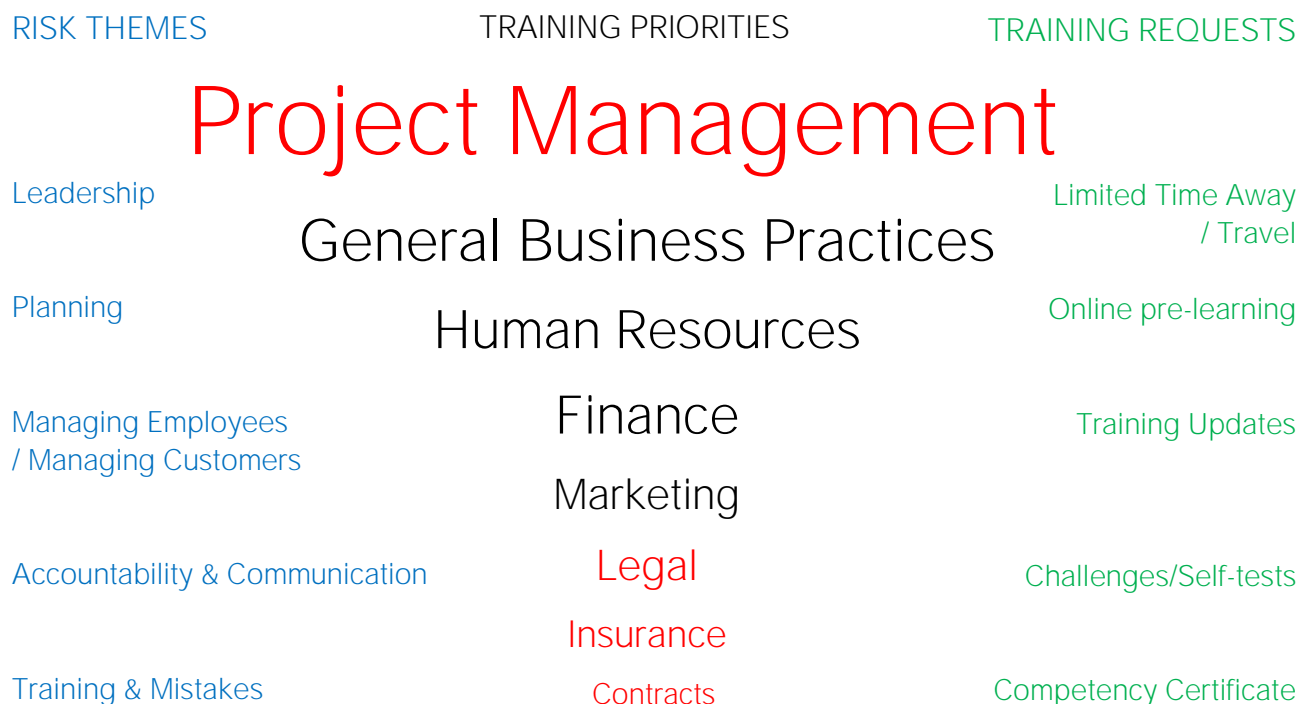 RISK THEMES
TRAINING PRIORITIES
TRAINING REQUESTS
Project Management
Leadership
Limited Time Away
/ Travel
General Business Practices
Planning
Human Resources
Online pre-learning
Managing Employees
/ Managing Customers
Finance
Training Updates
Marketing
Accountability & Communication
Legal
Challenges/Self-tests
Insurance
Training & Mistakes
Contracts
Competency Certificate